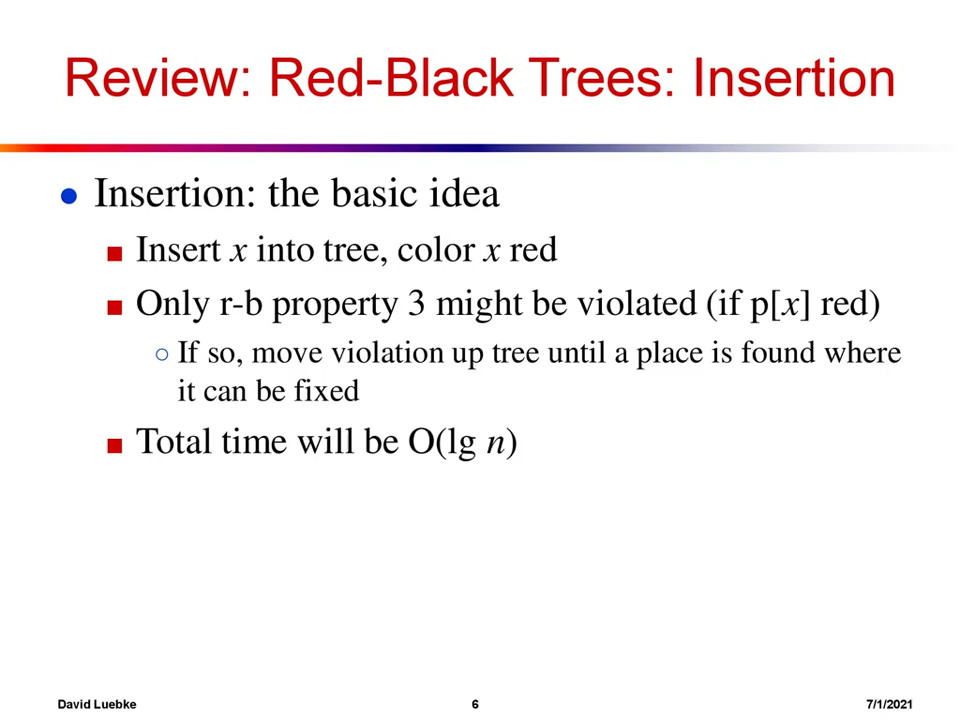 Review: Red-Black Trees: Insertion
● Insertion: the basic idea
■ Insert x into tree, color x red
■ Only r-b property 3 might be violated (if p[x] red)
○ If so, move violation up tree until a place is found where
it can be fixed
■ Total time will be O(lg n)
David Luebke 6 7/1/2021